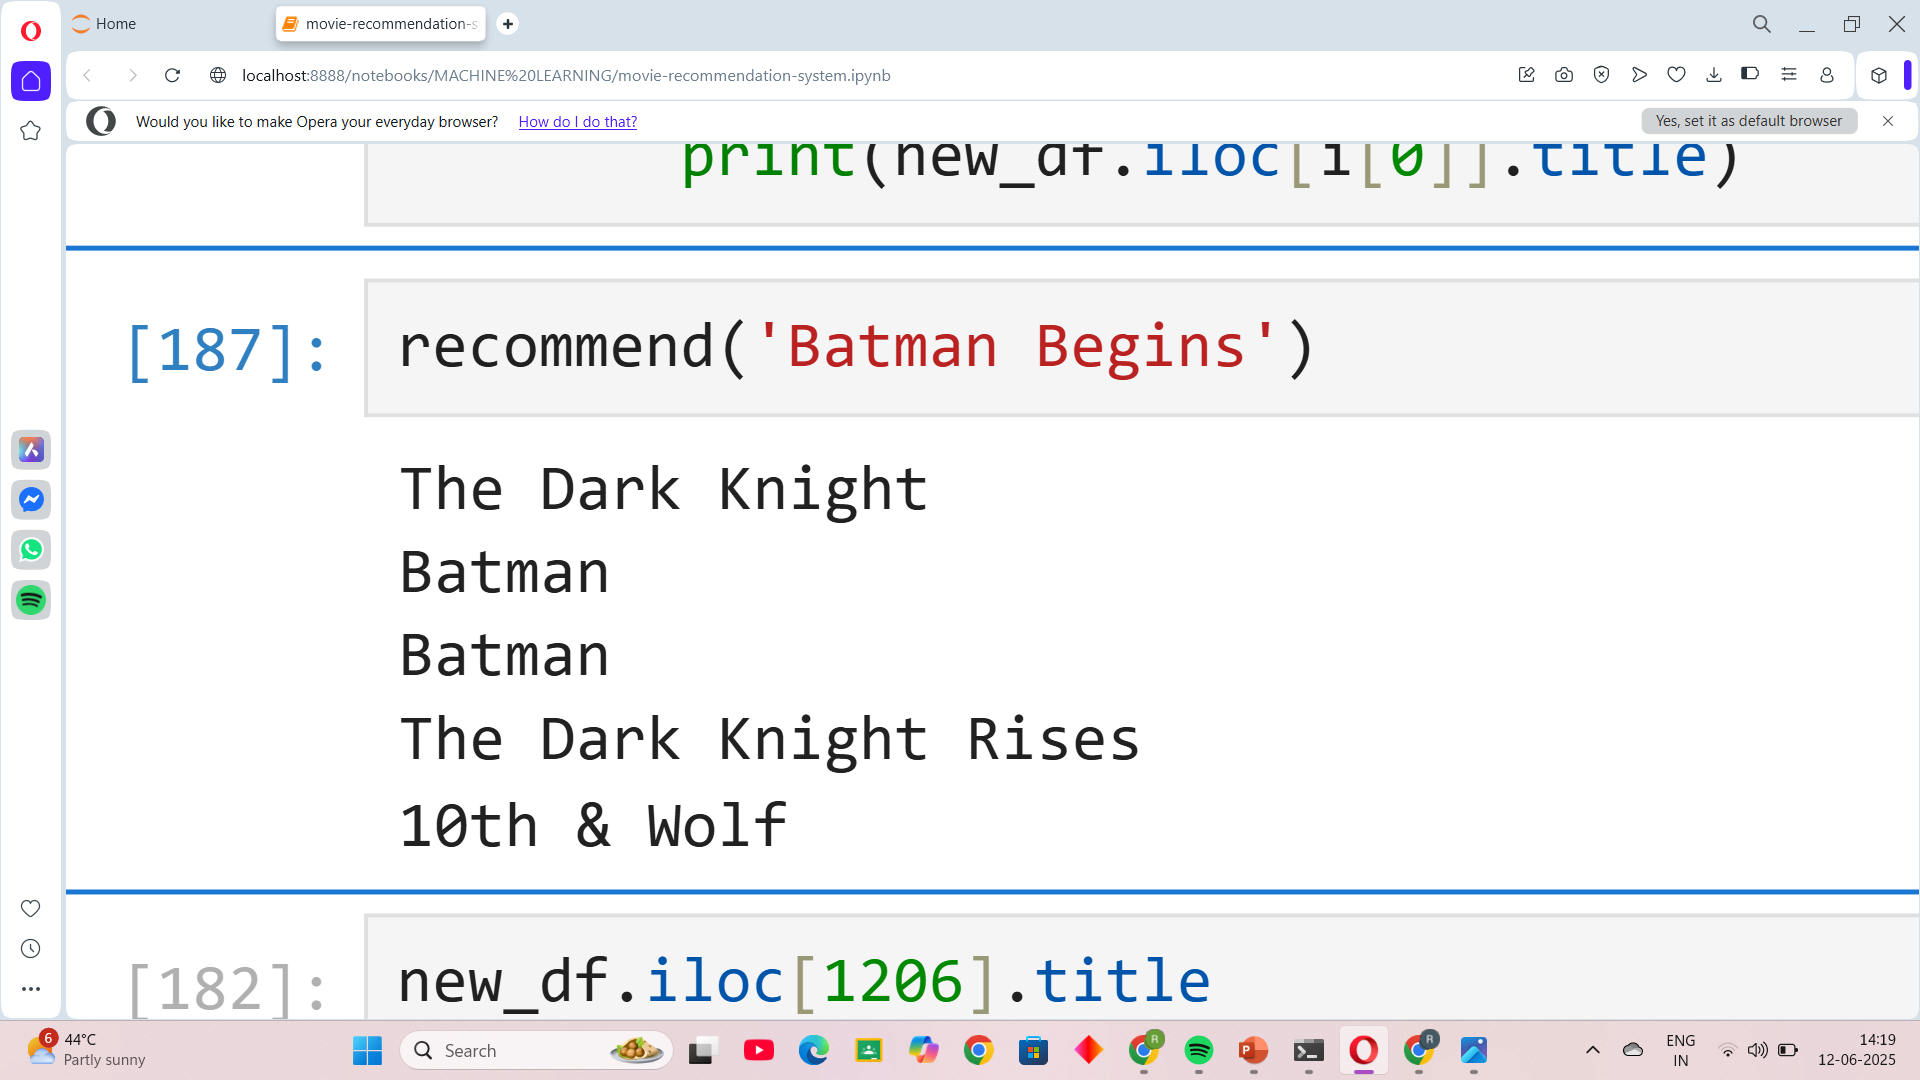 Home
movie-recommendation-s
localhost:8888/notebooks/MACHINE%20LEARNING/movie-recommendation-system.ipynb
Would you like to make Opera your everyday browser? How do I do that?
Yes, set it as default browser
print(new_df.iloc[i[0]].title)
[187]:
recommend('Batman Begins')
The Dark Knight
Batman
Batman
The Dark Knight Rises
10th & Wolf
[182]:
new_df.iloc[1206].title
6
44°C
Partly sunny
Search
R
P
R
ENG
IN
14:19
12-06-2025